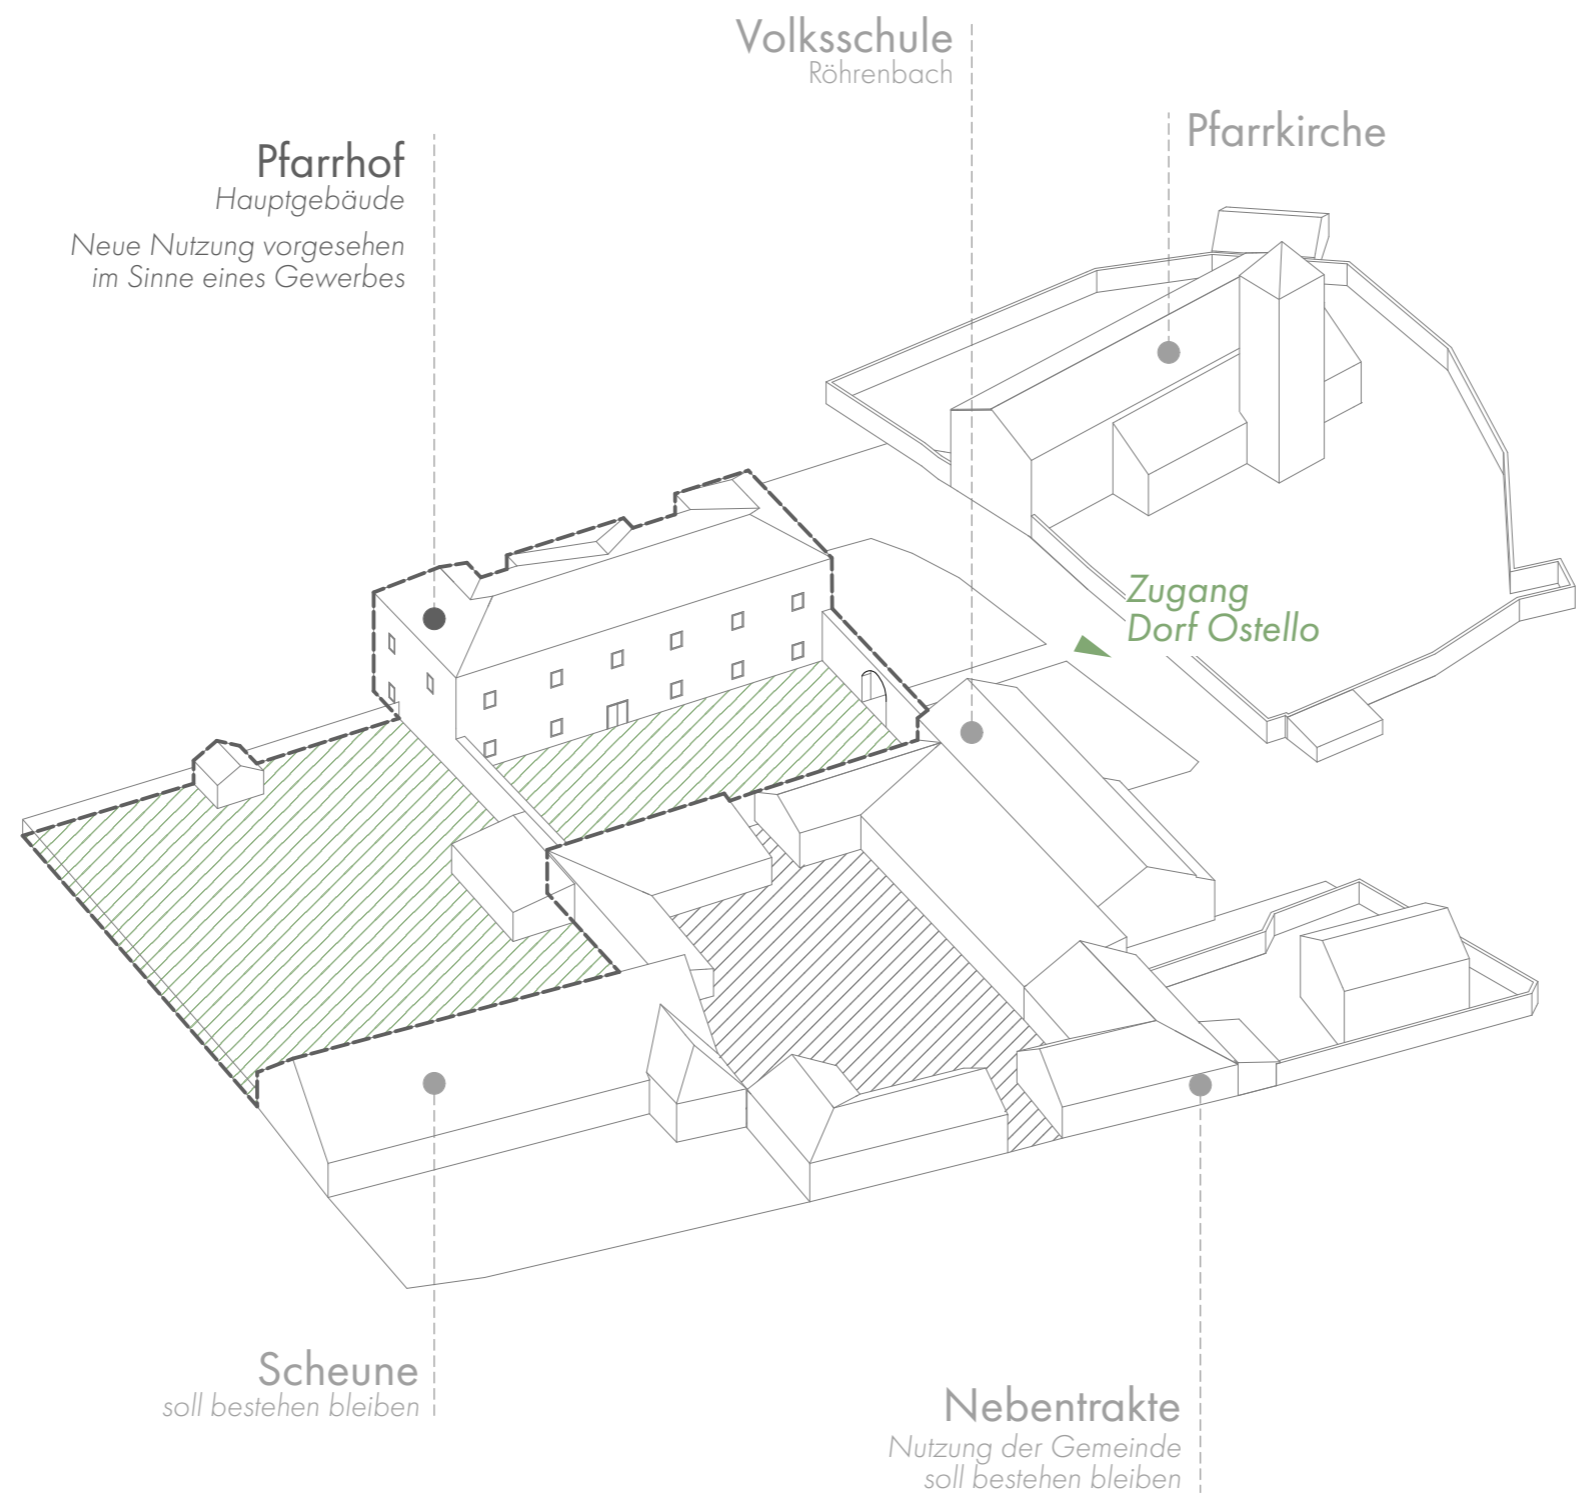 Volksschule
Röhrenbach
Pfarrkirche
Pfarrhof
Hauptgebäude
Neue Nutzung vorgesehen
im Sinne eines Gewerbes
Zugang
Dorf Ostello
Scheune
soll bestehen bleiben
Nebentrakte
Nutzung der Gemeinde
soll bestehen bleiben